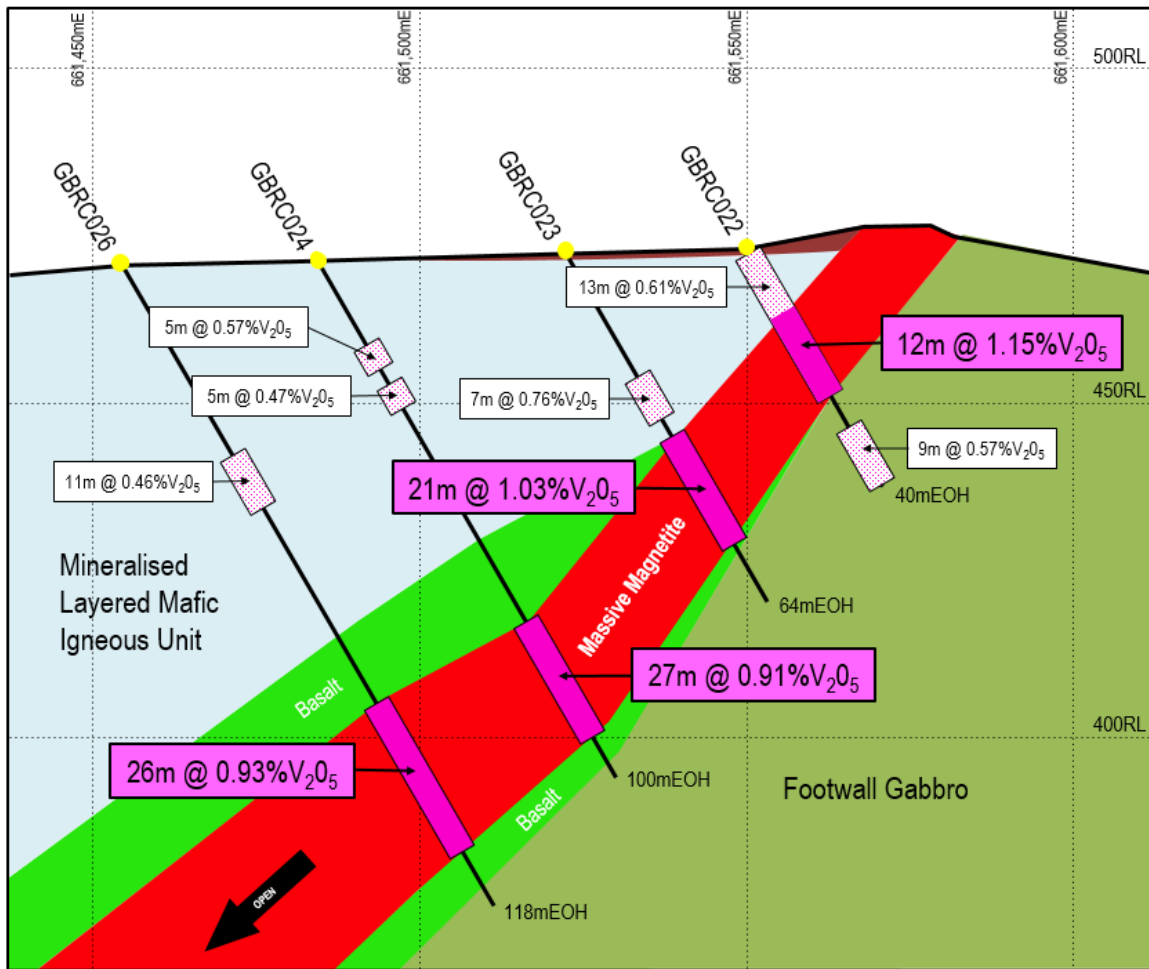 661,450mE
661,500mE
661,550mE
661,600mE
500RL
GBRC026
GBRC024
GBRC023
GBRC022
13m @ 0.61%V₂0₅
5m @ 0.57%V₂0₅
12m @ 1.15%V₂0₅
5m @ 0.47%V₂0₅
7m @ 0.76%V₂0₅
450RL
9m @ 0.57%V₂0₅
11m @ 0.46%V₂0₅
21m @ 1.03%V₂0₅
40mEOH
Mineralised
Layered Mafic
Igneous Unit
Massive Magnetite
64mEOH
27m @ 0.91%V₂0₅
Basalt
400RL
26m @ 0.93%V₂0₅
100mEOH
Footwall Gabbro
Basalt
OPEN
118mEOH